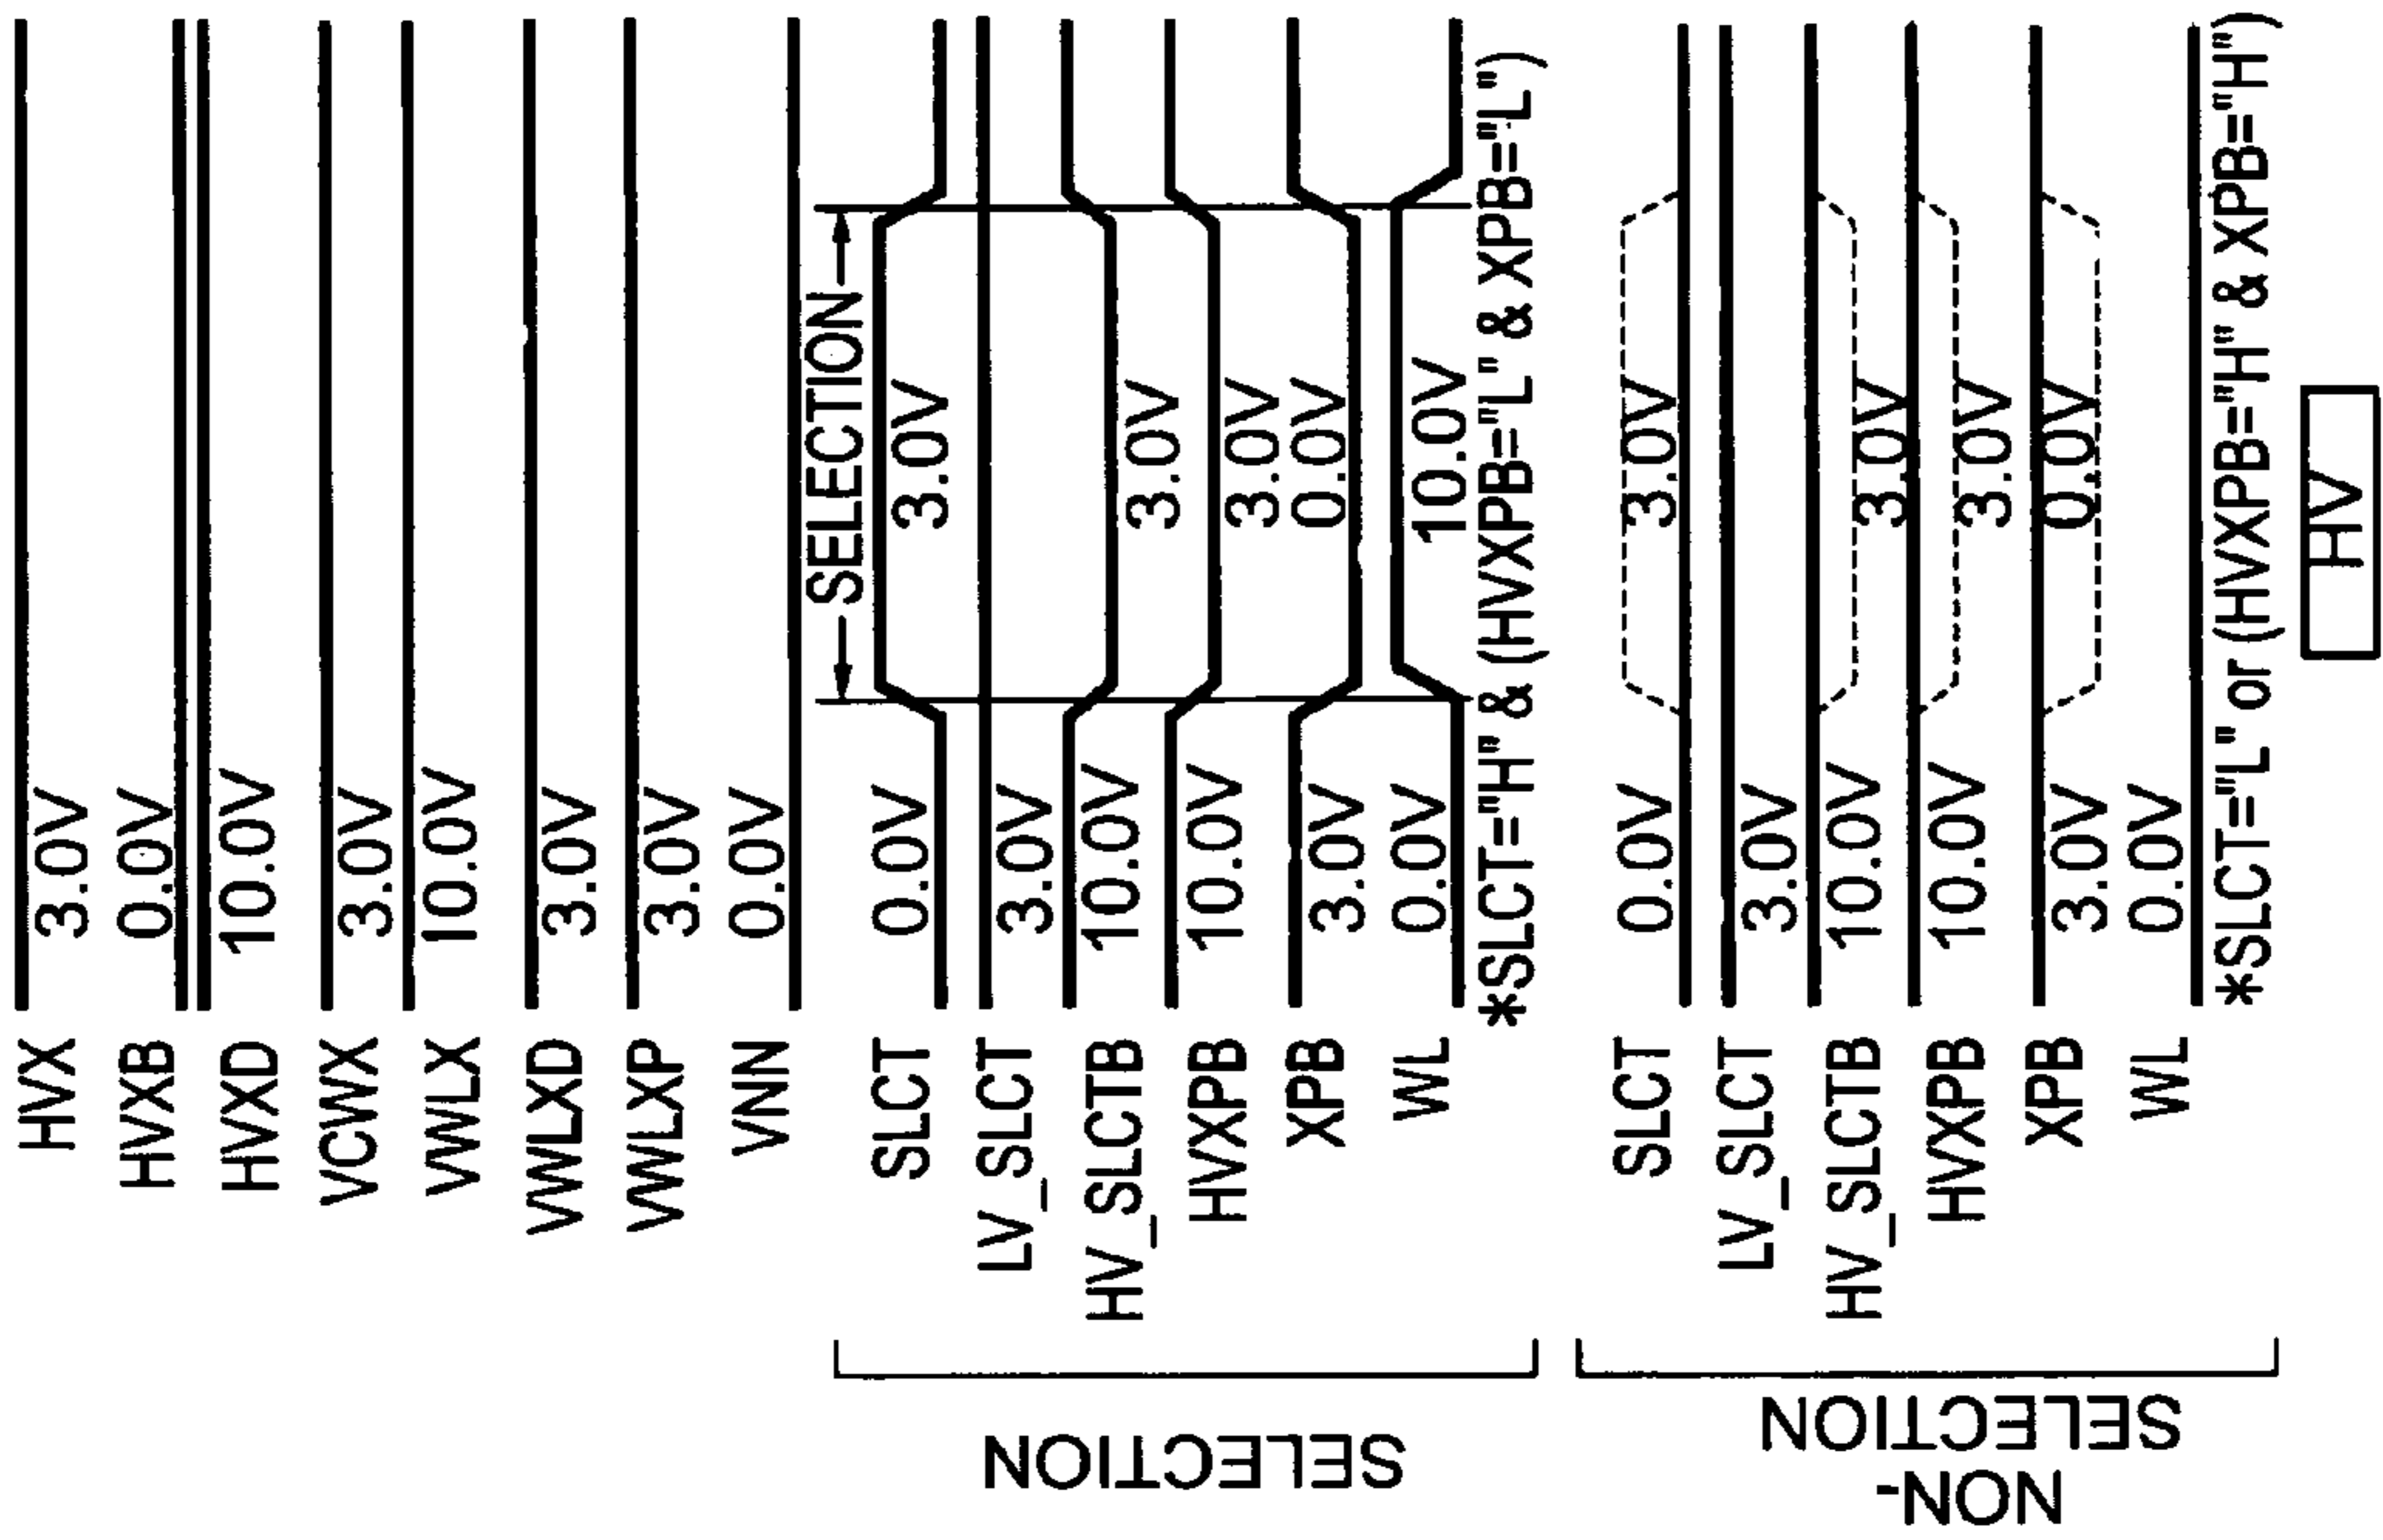 HVX 3.0V
HVXB 0.0V
HVXD 10.0V
VCWX 3.0V
VWLX 10.0V
VWLXD 3.0V
VWLXP 3.0V
VNN 0.0V
SELECTION
SELECTION
SLCT 0.0V 3.0V
LV_SLCT 3.0V
HV_SLCTB 10.0V 3.0V
HVXPB 10.0V 3.0V
XPB 3.0V 0.0V
WL 0.0V 10.0V
*SLCT="H" & (HVXPB="L" & XPB="L")
NON-
SELECTION
SLCT 0.0V 3.0V
LV_SLCT 3.0V
HV_SLCTB 10.0V 3.0V
HVXPB 10.0V 3.0V
XPB 3.0V 0.0V
WL 0.0V
*SLCT="L" or (HVXPB="H" & XPB="H")
HV